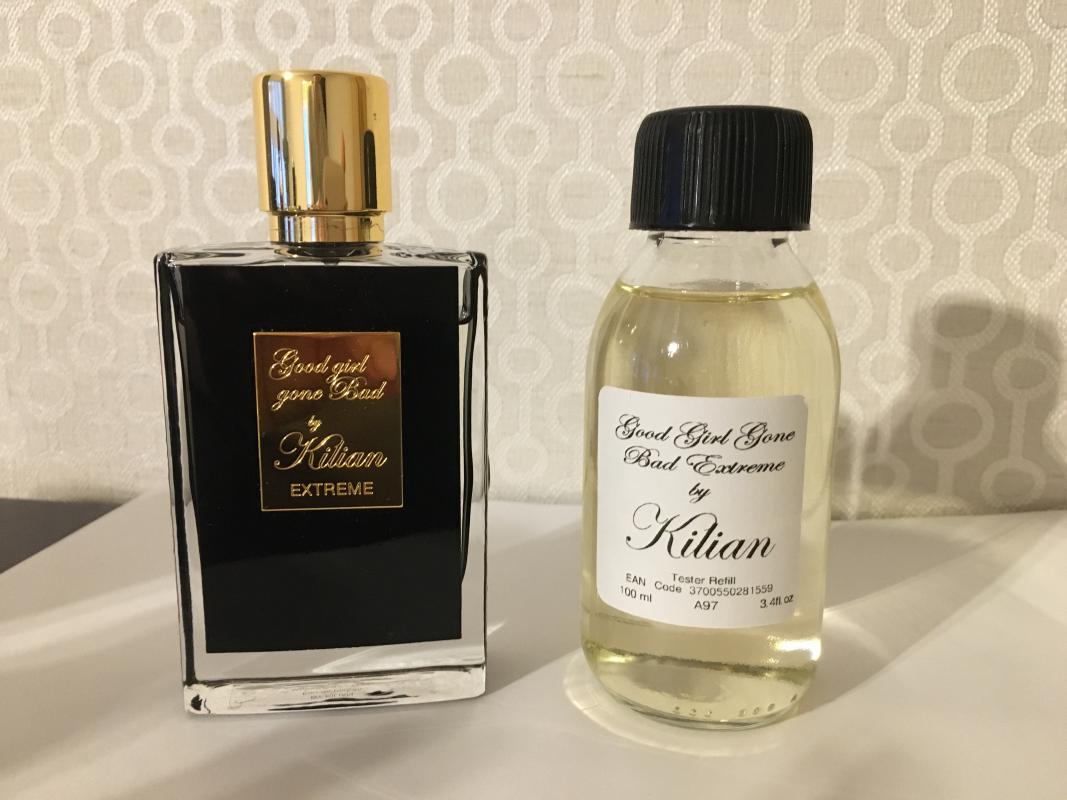 Good girl
gone Bad
by
Kilian
EXTREME
Good Girl Gone
Bad Extreme
by
Kilian
Tester Refill
EAN Code 3700550281559
100 ml A97 3.4fl.oz